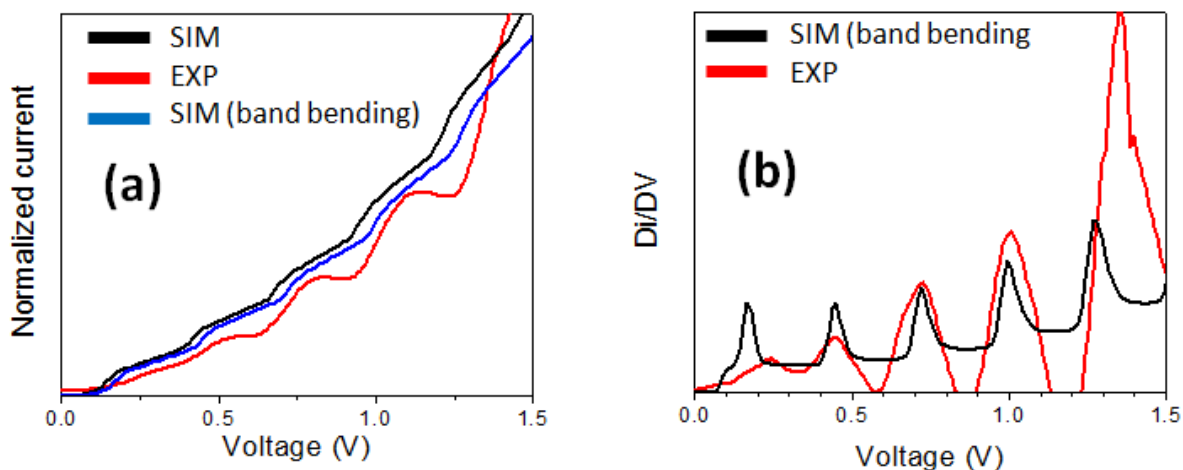 SIM
EXP
SIM (band bending)
(a)
Normalized current
0.0 0.5 1.0 1.5
Voltage (V)
SIM (band bending
EXP
(b)
Di/DV
0.0 0.5 1.0 1.5
Voltage (V)